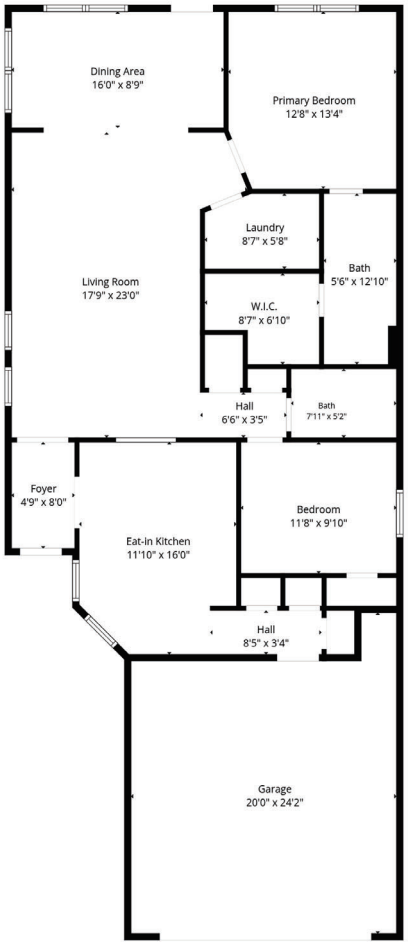 Dining Area
16'0" x 8'9"
Primary Bedroom
12'8" x 13'4"
Laundry
8'7" x 5'8"
Bath
5'6" x 12'10"
Living Room
17'9" x 23'0"
W.I.C.
8'7" x 6'10"
Hall
6'6" x 3'5"
Bath
7'11" x 5'2"
Foyer
4'9" x 8'0"
Bedroom
11'8" x 9'10"
Eat-in Kitchen
11'10" x 16'0"
Hall
8'5" x 3'4"
Garage
20'0" x 24'2"